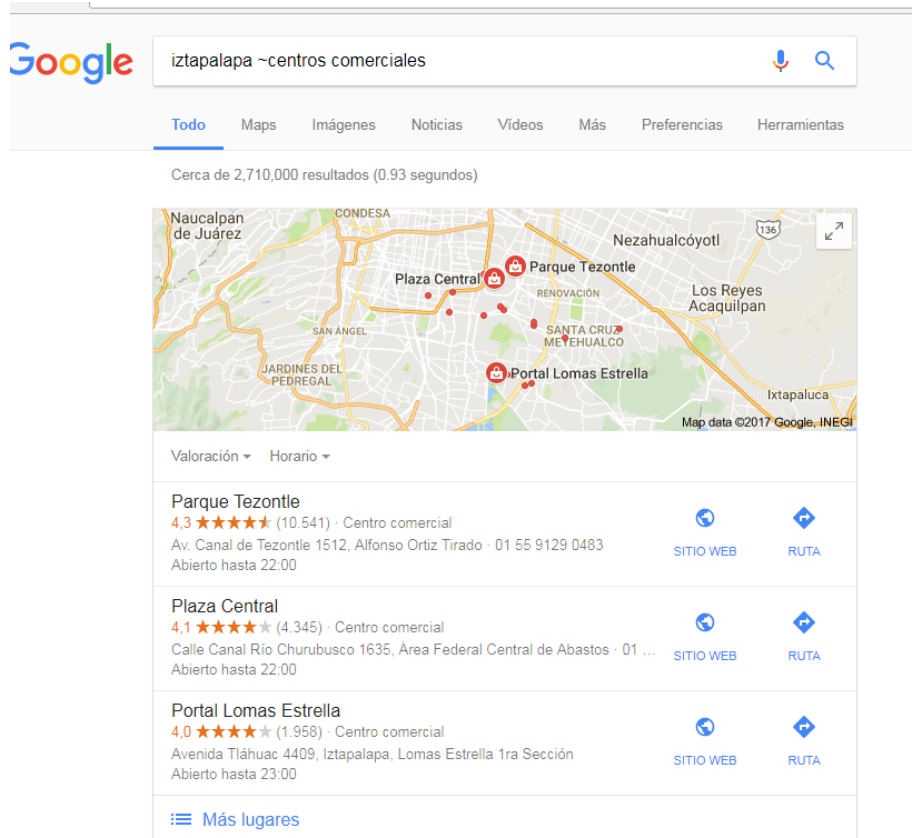 Google
iztapalapa ~centros comerciales
Todo Maps Imágenes Noticias Vídeos Más Preferencias Herramientas
Cerca de 2,710,000 resultados (0.93 segundos)
Naucalpan
de Juárez
CONDESA
136
Nezahualcóyotl
Parque Tezontle
Plaza Central
RENOVACIÓN
Los Reyes
Acaquilpan
SAN ÁNGEL
SANTA CRUZ
MEYEHUALCO
JARDINES DEL
PEDREGAL
Portal Lomas Estrella
Ixtapaluca
Map data ©2017 Google, INEGI
Valoración Horario
Parque Tezontle
4,3 (10.541) · Centro comercial
Av. Canal de Tezontle 1512, Alfonso Ortiz Tirado · 01 55 9129 0483
Abierto hasta 22:00
SITIO WEB RUTA
Plaza Central
4,1 (4.345) · Centro comercial
Calle Canal Río Churubusco 1635, Área Federal Central de Abastos · 01 ...
Abierto hasta 22:00
SITIO WEB RUTA
Portal Lomas Estrella
4,0 (1.958) · Centro comercial
Avenida Tláhuac 4409, Iztapalapa, Lomas Estrella 1ra Sección
Abierto hasta 23:00
SITIO WEB RUTA
Más lugares